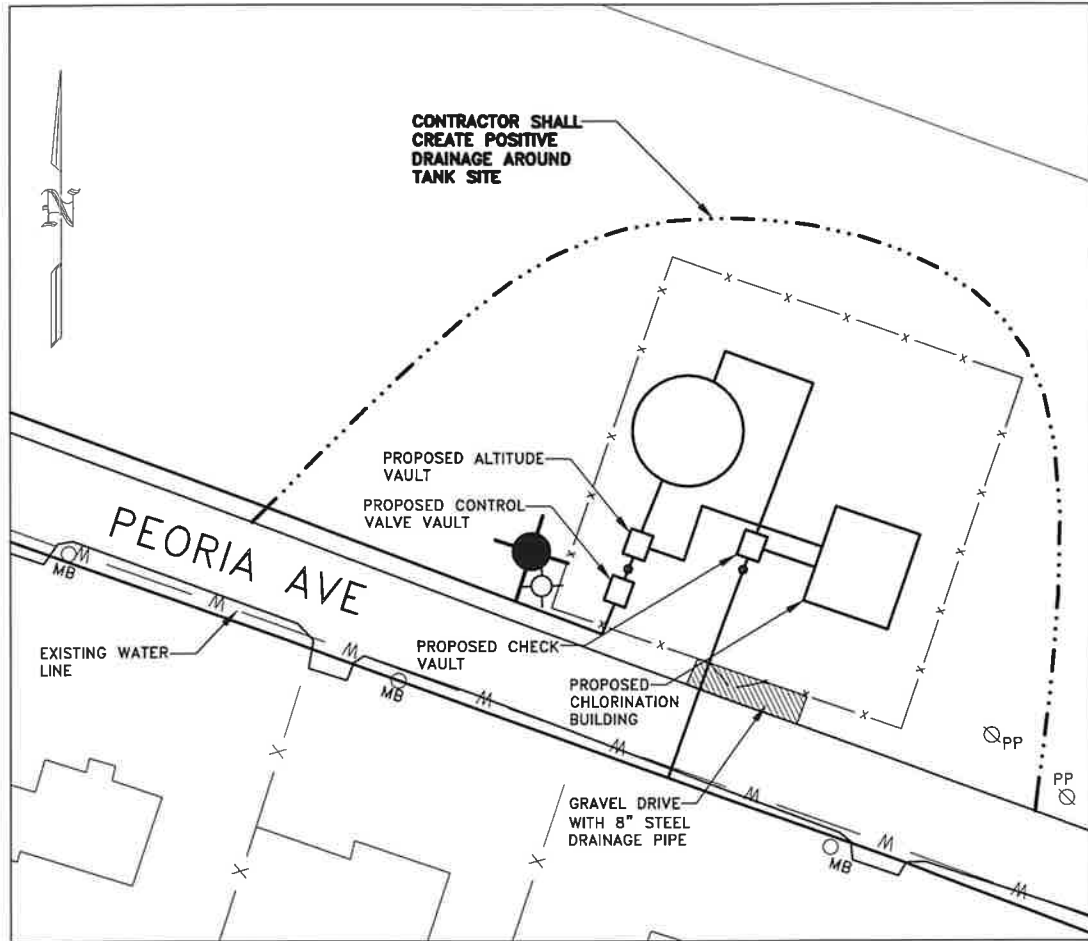 CONTRACTOR SHALL
CREATE POSITIVE
DRAINAGE AROUND
TANK SITE
N
PROPOSED ALTITUDE
VAULT
PROPOSED CONTROL
VALVE VAULT
PEORIA AVE
W
MB
W
EXISTING WATER
LINE
W
PROPOSED CHECK
VAULT
MB
W
PROPOSED
CHLORINATION
BUILDING
PP
W
PP
GRAVEL DRIVE
WITH 8" STEEL
DRAINAGE PIPE
W
W
MB
W